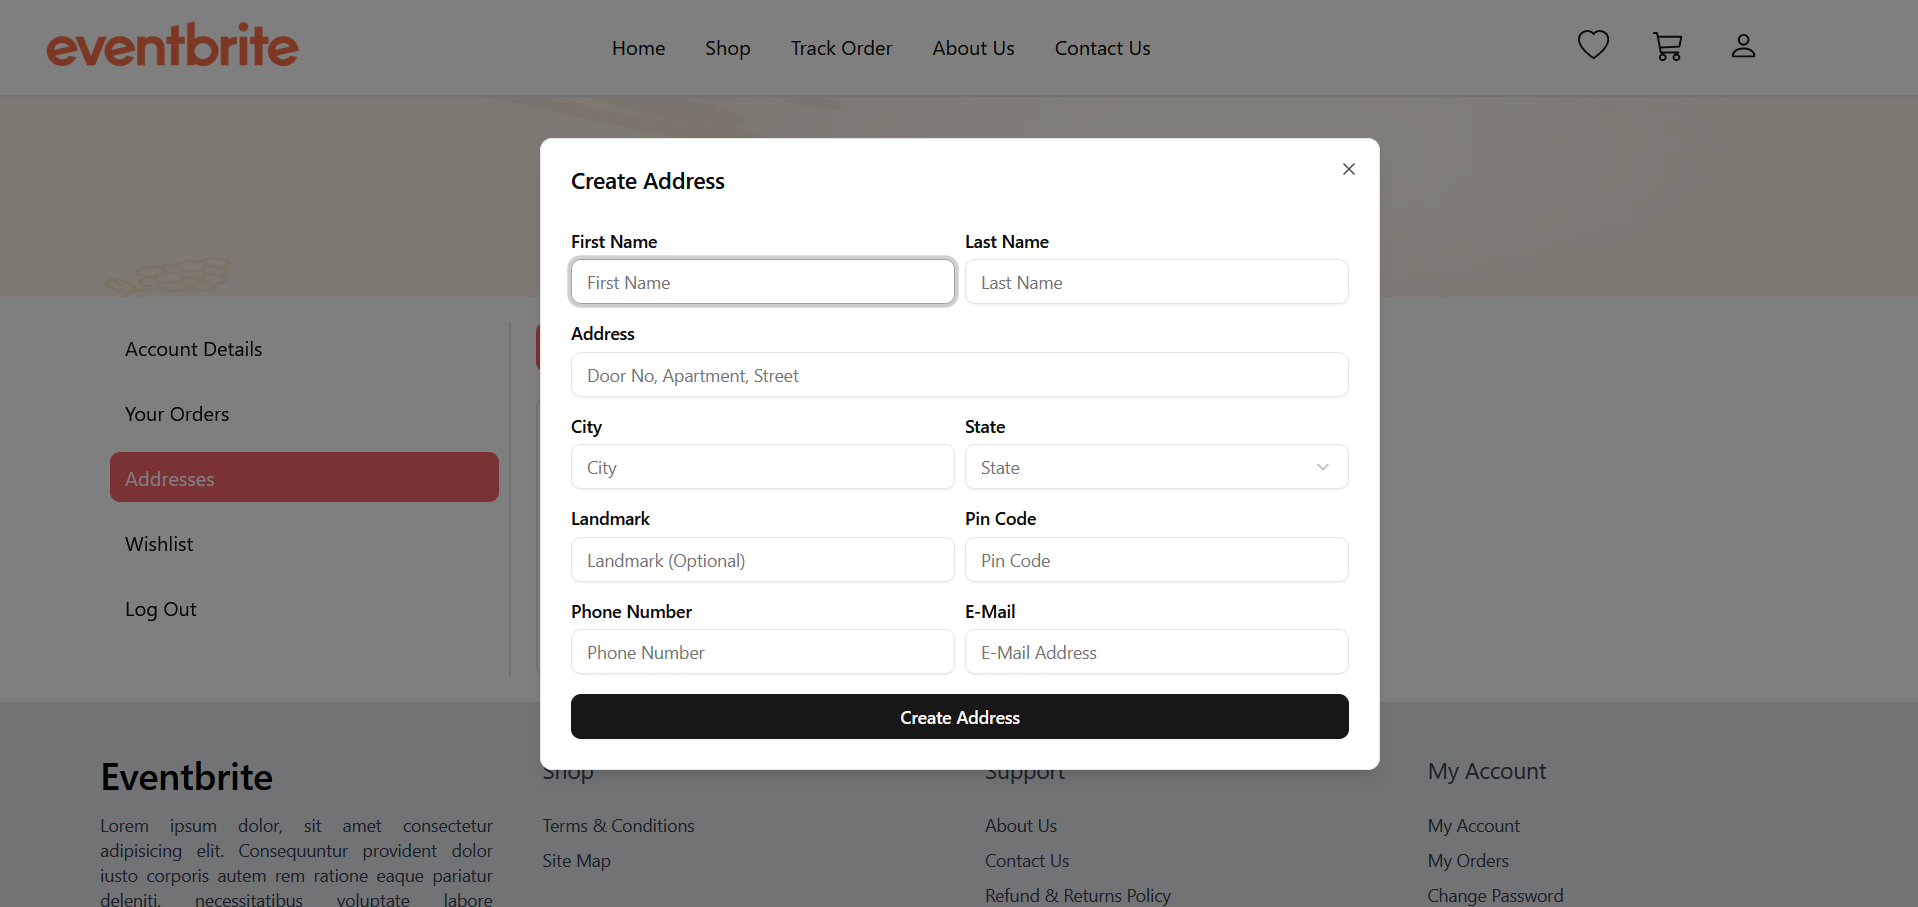 eventbrite
Home Shop Track Order About Us Contact Us
Create Address
First Name Last Name
First Name Last Name
Address
Door No, Apartment, Street
City State
City State
Landmark Pin Code
Landmark (Optional) Pin Code
Phone Number E-Mail
Phone Number E-Mail Address
Create Address
Account Details
Your Orders
Addresses
Wishlist
Log Out
Eventbrite
Lorem ipsum dolor, sit amet consectetur
adipisicing elit. Consequuntur provident dolor
iusto corporis autem rem ratione eaque pariatur
deleniti, necessitatibus voluptate labore
Shop
Terms & Conditions
Site Map
Support
About Us
Contact Us
Refund & Returns Policy
My Account
My Account
My Orders
Change Password